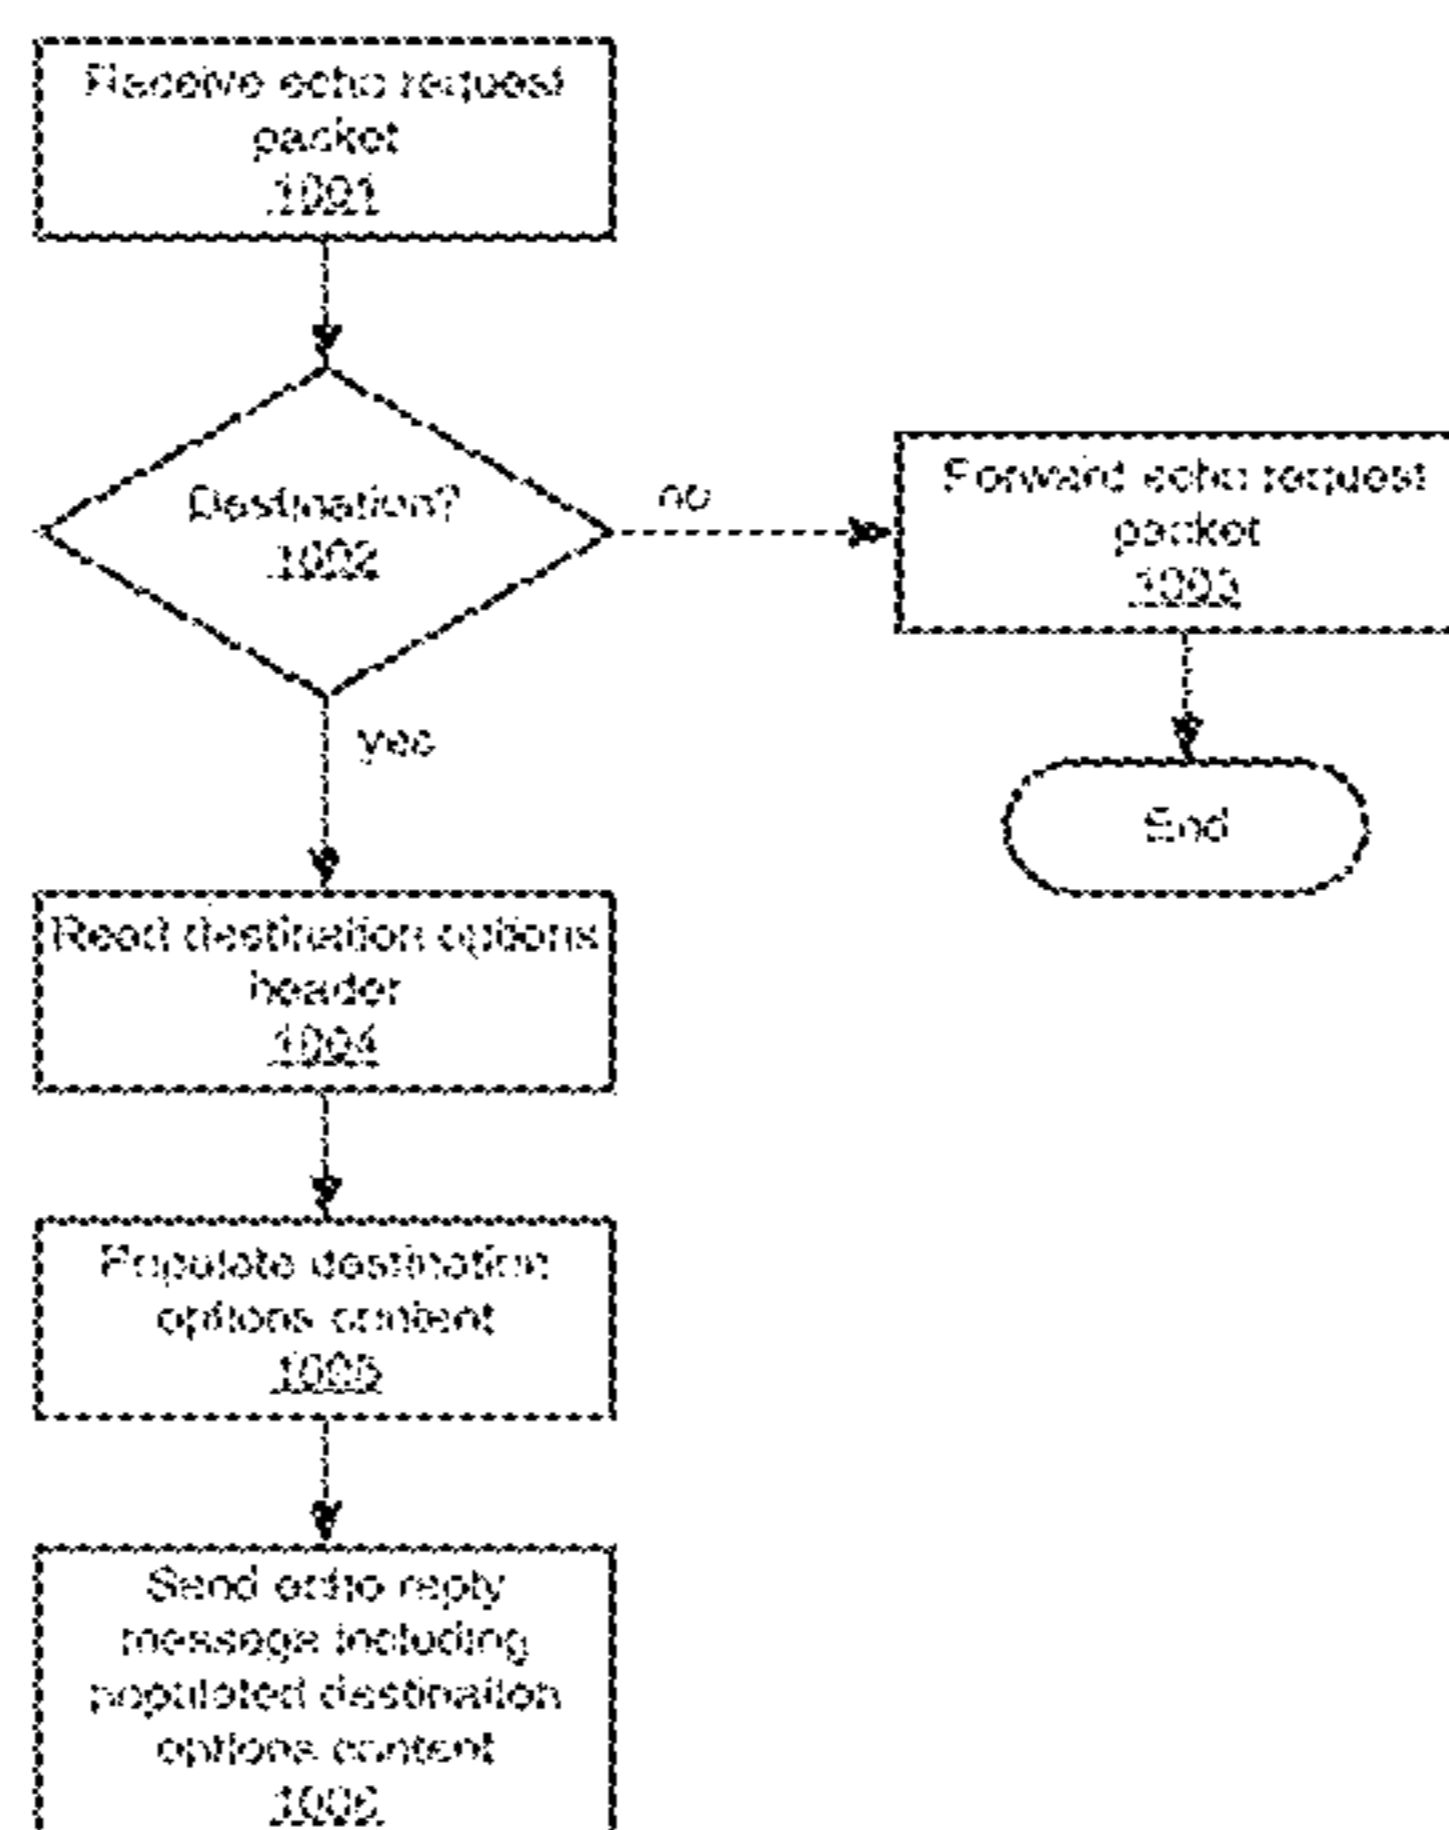 Receive echo request
packet
1001
Destination?
1002
no
Forward echo request
packet
1003
yes
End
Read destination options
header
1004
Populate destination
options content
1005
Send echo reply
message including
populated destination
options content
1006